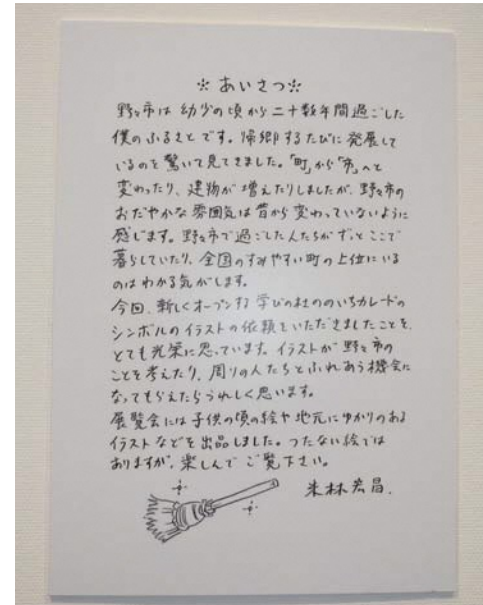 ※ あいさつ ※
野々市は 幼少の頃から二十数年間過ごした
僕のふるさとです。帰郷するたびに発展して
いるのを驚いて見てきました。「町」から「市」へと
変わったり、建物が増えたりしましたが、野々市の
おだやかな雰囲気は昔から変わっていないように
感じます。野々市で過ごした人たちがずっとここで
暮らしていたり、全国のすみやすい町の上位にいる
のはわかる気がします。
今回、新しくオープンする学びの杜ののいちカレードの
シンボルのイラストの依頼をいただきましたことを、
とても光栄に思っています。イラストが野々市の
ことを考えたり、周りの人たちとふれあう機会に
なってもらえたらうれしく思います。
展覧会には子供の頃の絵や地元にゆかりのある
イラストなどを出品しました。つたない絵では
ありますが、楽しんでご覧下さい。
米林宏昌.